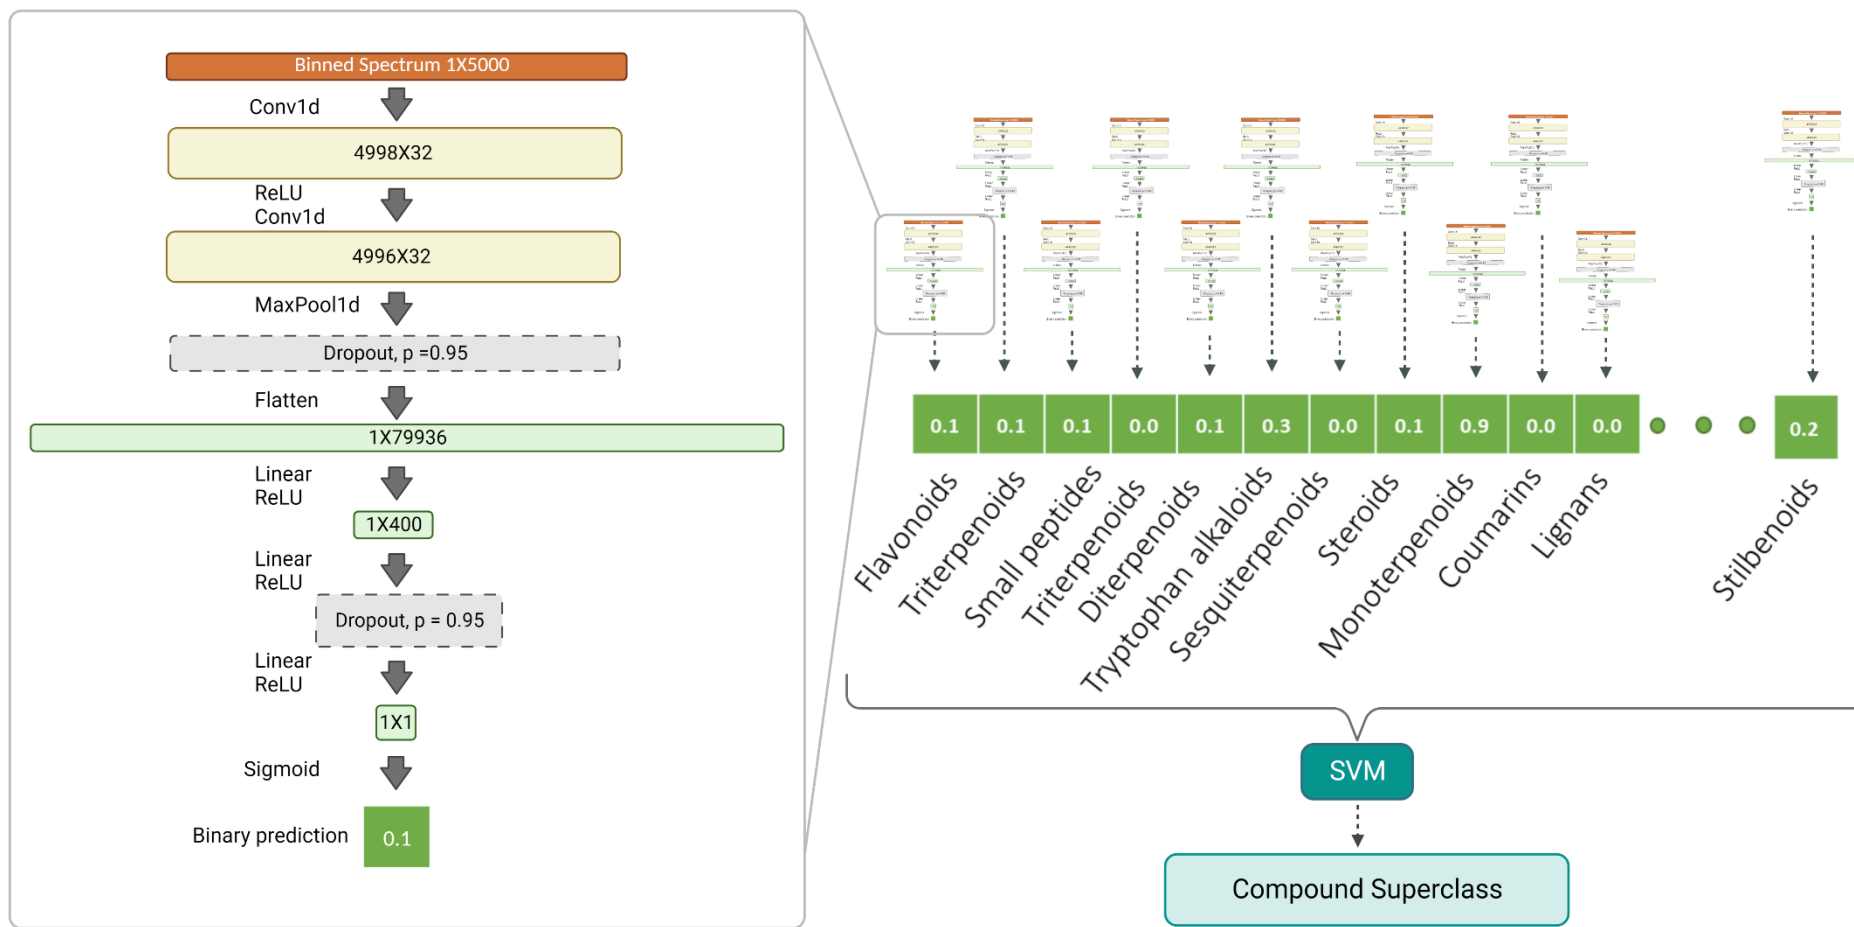 Binned Spectrum 1X5000
Conv1d
4998X32
ReLU
Conv1d
4996X32
MaxPool1d
Dropout, p =0.95
Flatten
1X79936
Linear
ReLU
1X400
Linear
ReLU
Dropout, p = 0.95
Linear
ReLU
1X1
Sigmoid
Binary prediction
0.1
0.1 0.1 0.1 0.0 0.1 0.3 0.0 0.1 0.9 0.0 0.0 0.2
Flavonoids
Triterpenoids
Small peptides
Triterpenoids
Diterpenoids
Tryptophan alkaloids
Sesquiterpenoids
Steroids
Monoterpenoids
Coumarins
Lignans
Stilbenoids
SVM
Compound Superclass